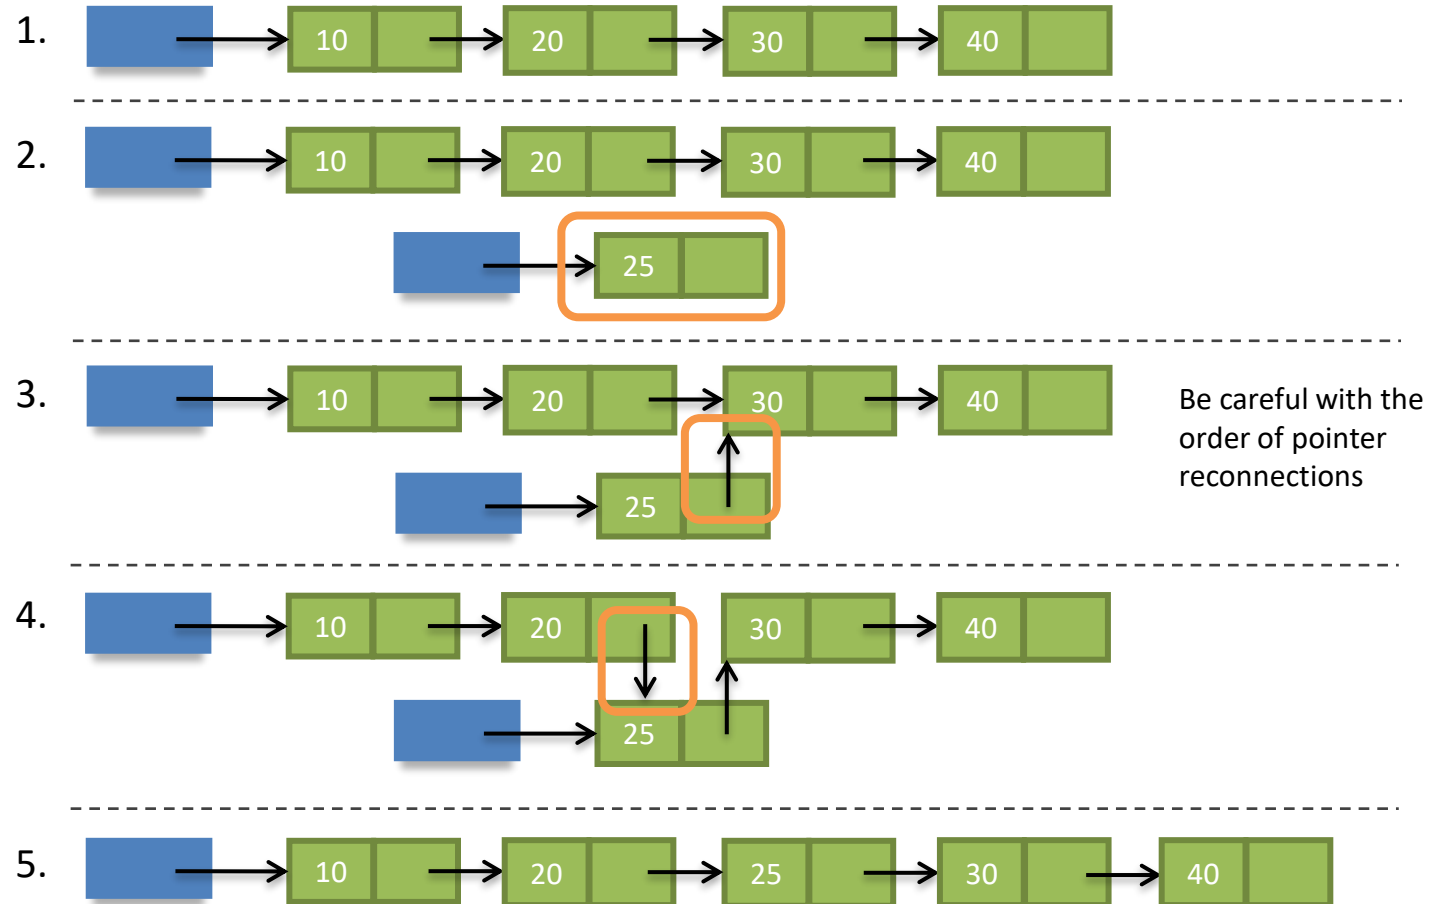 1. 10 20 30 40
2. 10 20 30 40
25
3. 10 20 30 40
25
Be careful with the
order of pointer
reconnections
4. 10 20 30 40
25
5. 10 20 25 30 40